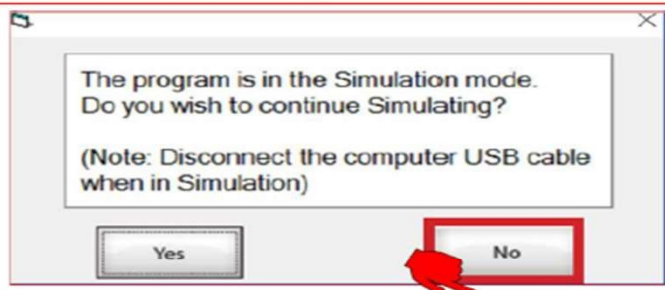 The program is in the Simulation mode.
Do you wish to continue Simulating?
(Note: Disconnect the computer USB cable
when in Simulation)
Yes
No